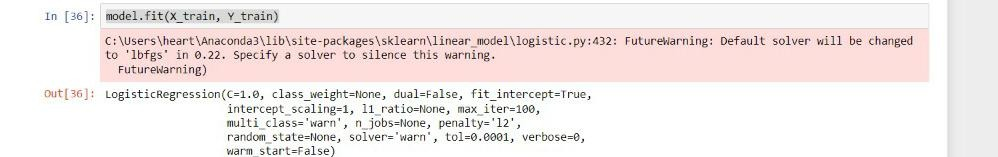 In [36]: model.fit(X_train, Y_train)
C:\Users\heart\Anaconda3\lib\site-packages\sklearn\linear_model\logistic.py:432: FutureWarning: Default solver will be changed
to 'lbfgs' in 0.22. Specify a solver to silence this warning.
FutureWarning)
Out[36]: LogisticRegression(C=1.0, class_weight=None, dual=False, fit_intercept=True,
intercept_scaling=1, l1_ratio=None, max_iter=100,
multi_class='warn', n_jobs=None, penalty='l2',
random_state=None, solver='warn', tol=0.0001, verbose=0,
warm_start=False)